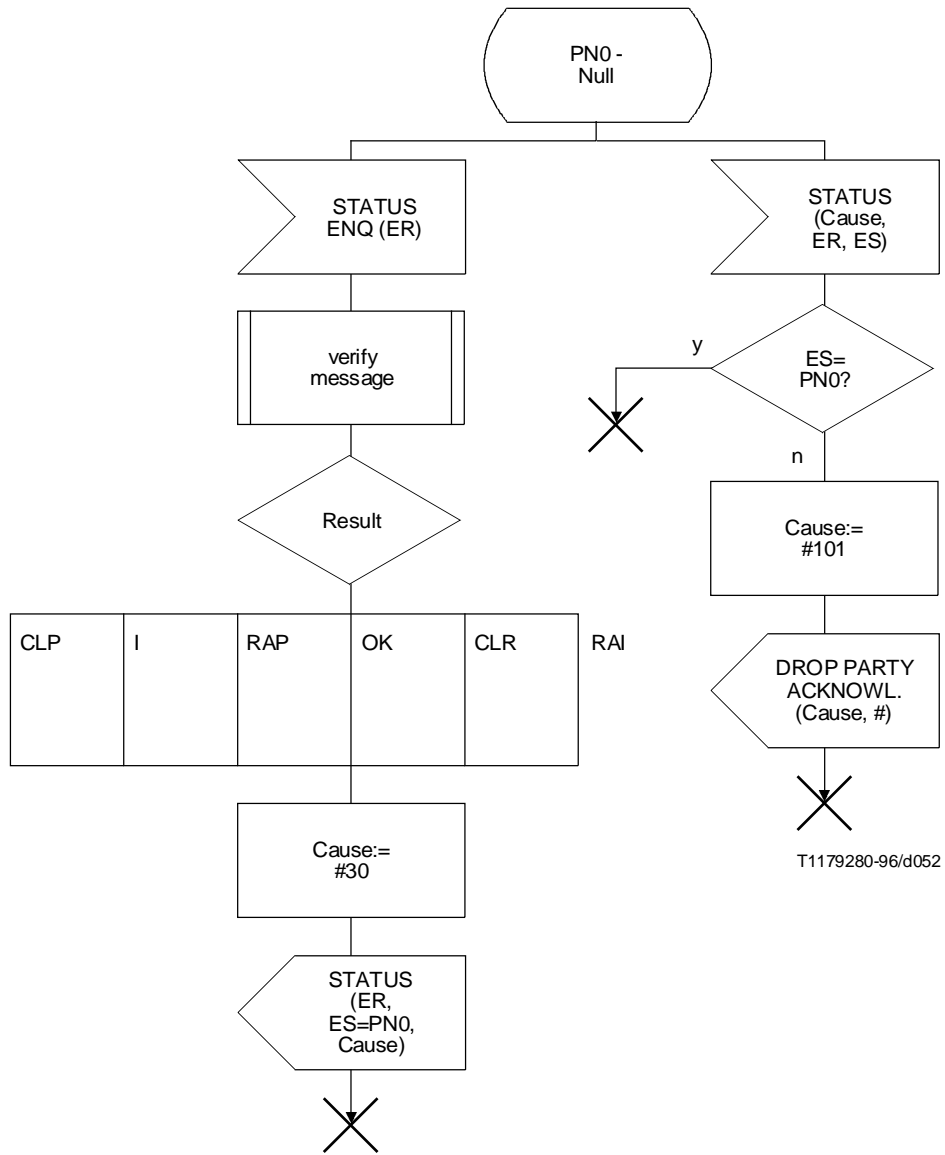 PN0 -
Null
STATUS
ENQ (ER)
STATUS
(Cause,
ER, ES)
verify
message
y
ES=
PN0?
n
Result
Cause:=
#101
CLP
I
RAP
OK
CLR
RAI
DROP PARTY
ACKNOWL.
(Cause, #)
Cause:=
#30
T1179280-96/d052
STATUS
(ER,
ES=PN0,
Cause)